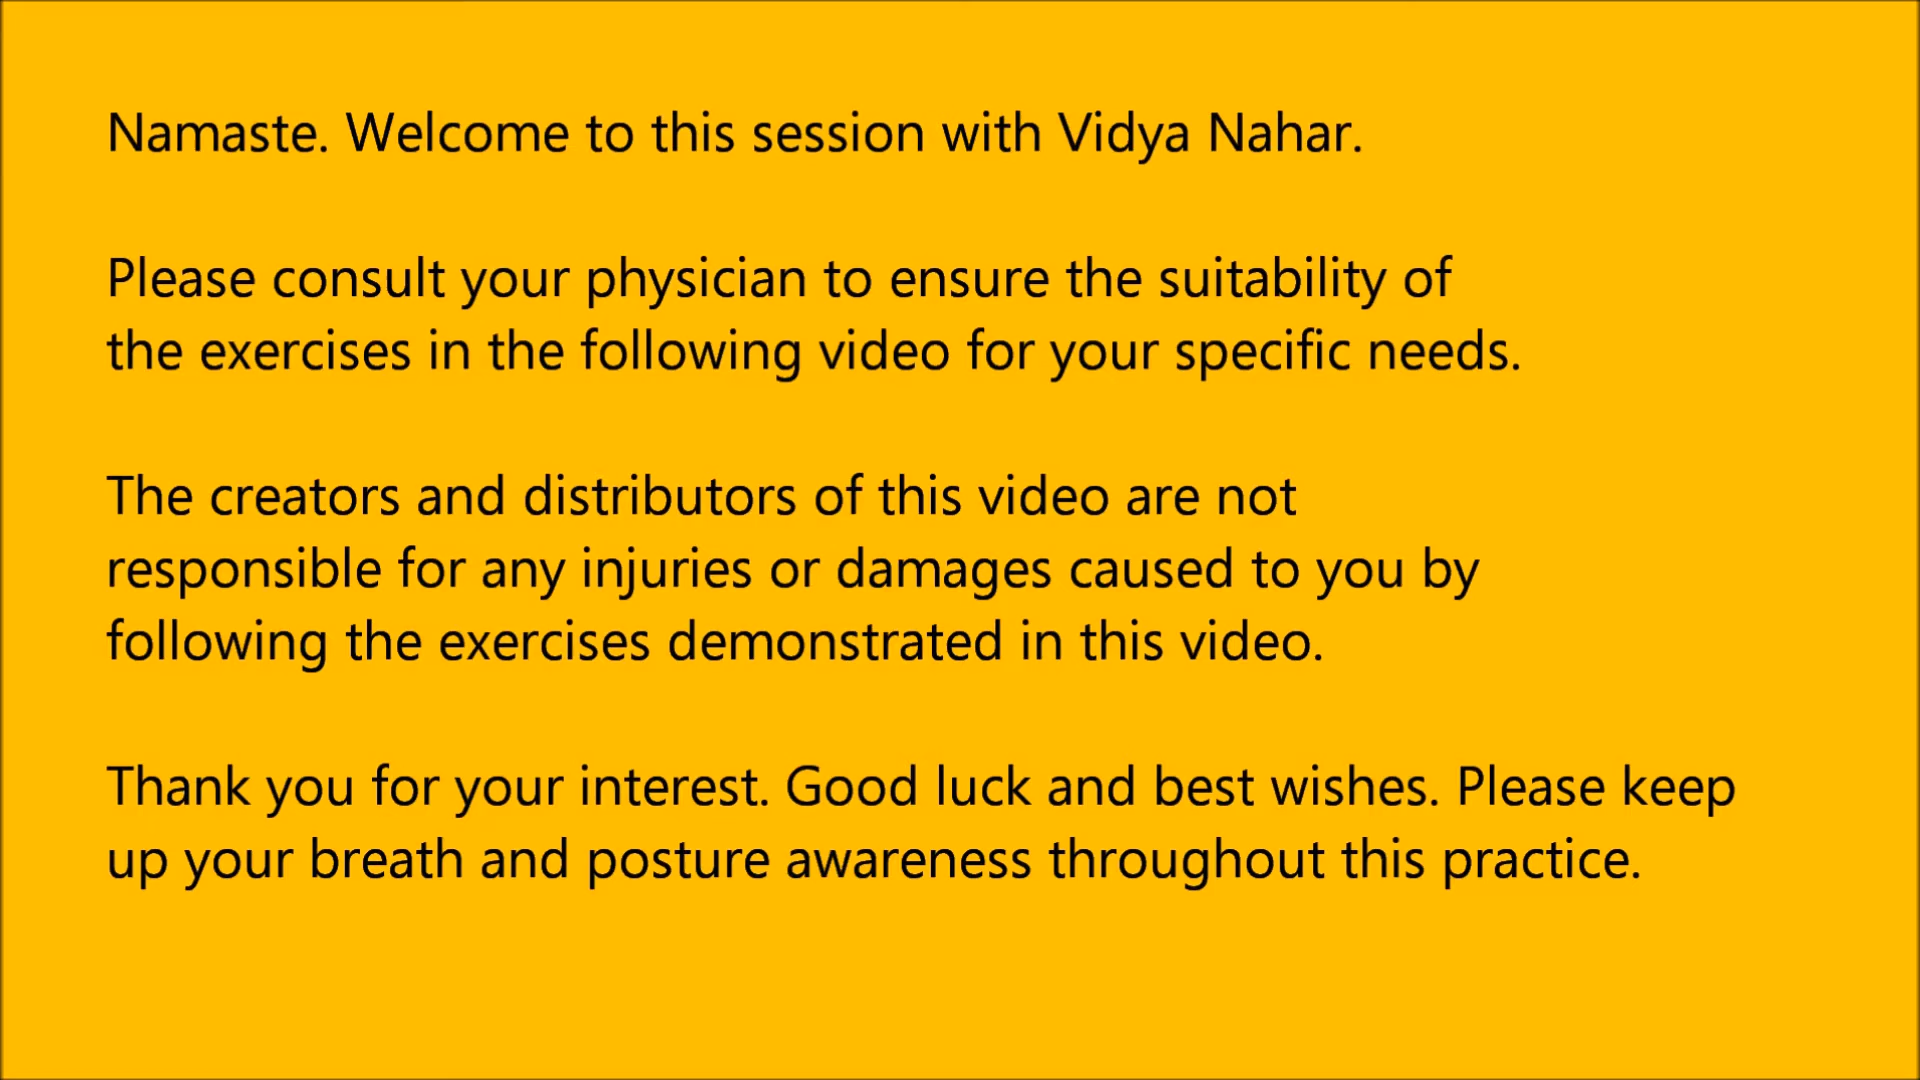 Namaste. Welcome to this session with Vidya Nahar.
Please consult your physician to ensure the suitability of
the exercises in the following video for your specific needs.
The creators and distributors of this video are not
responsible for any injuries or damages caused to you by
following the exercises demonstrated in this video.
Thank you for your interest. Good luck and best wishes. Please keep
up your breath and posture awareness throughout this practice.